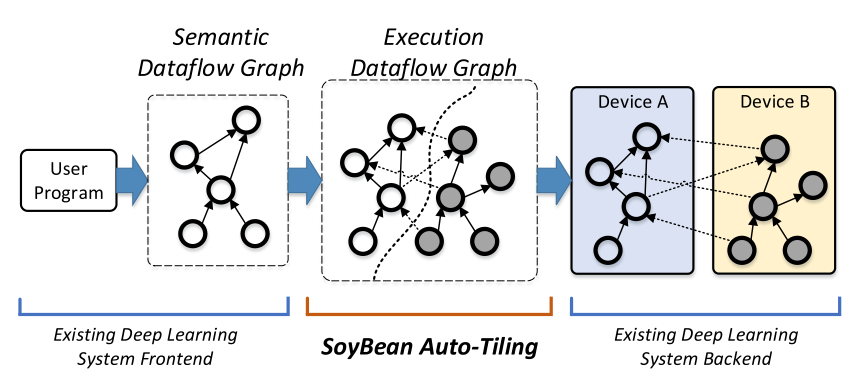 Semantic
Dataflow Graph
Execution
Dataflow Graph
Device A
Device B
User
Program
Existing Deep Learning
System Frontend
SoyBean Auto-Tiling
Existing Deep Learning
System Backend